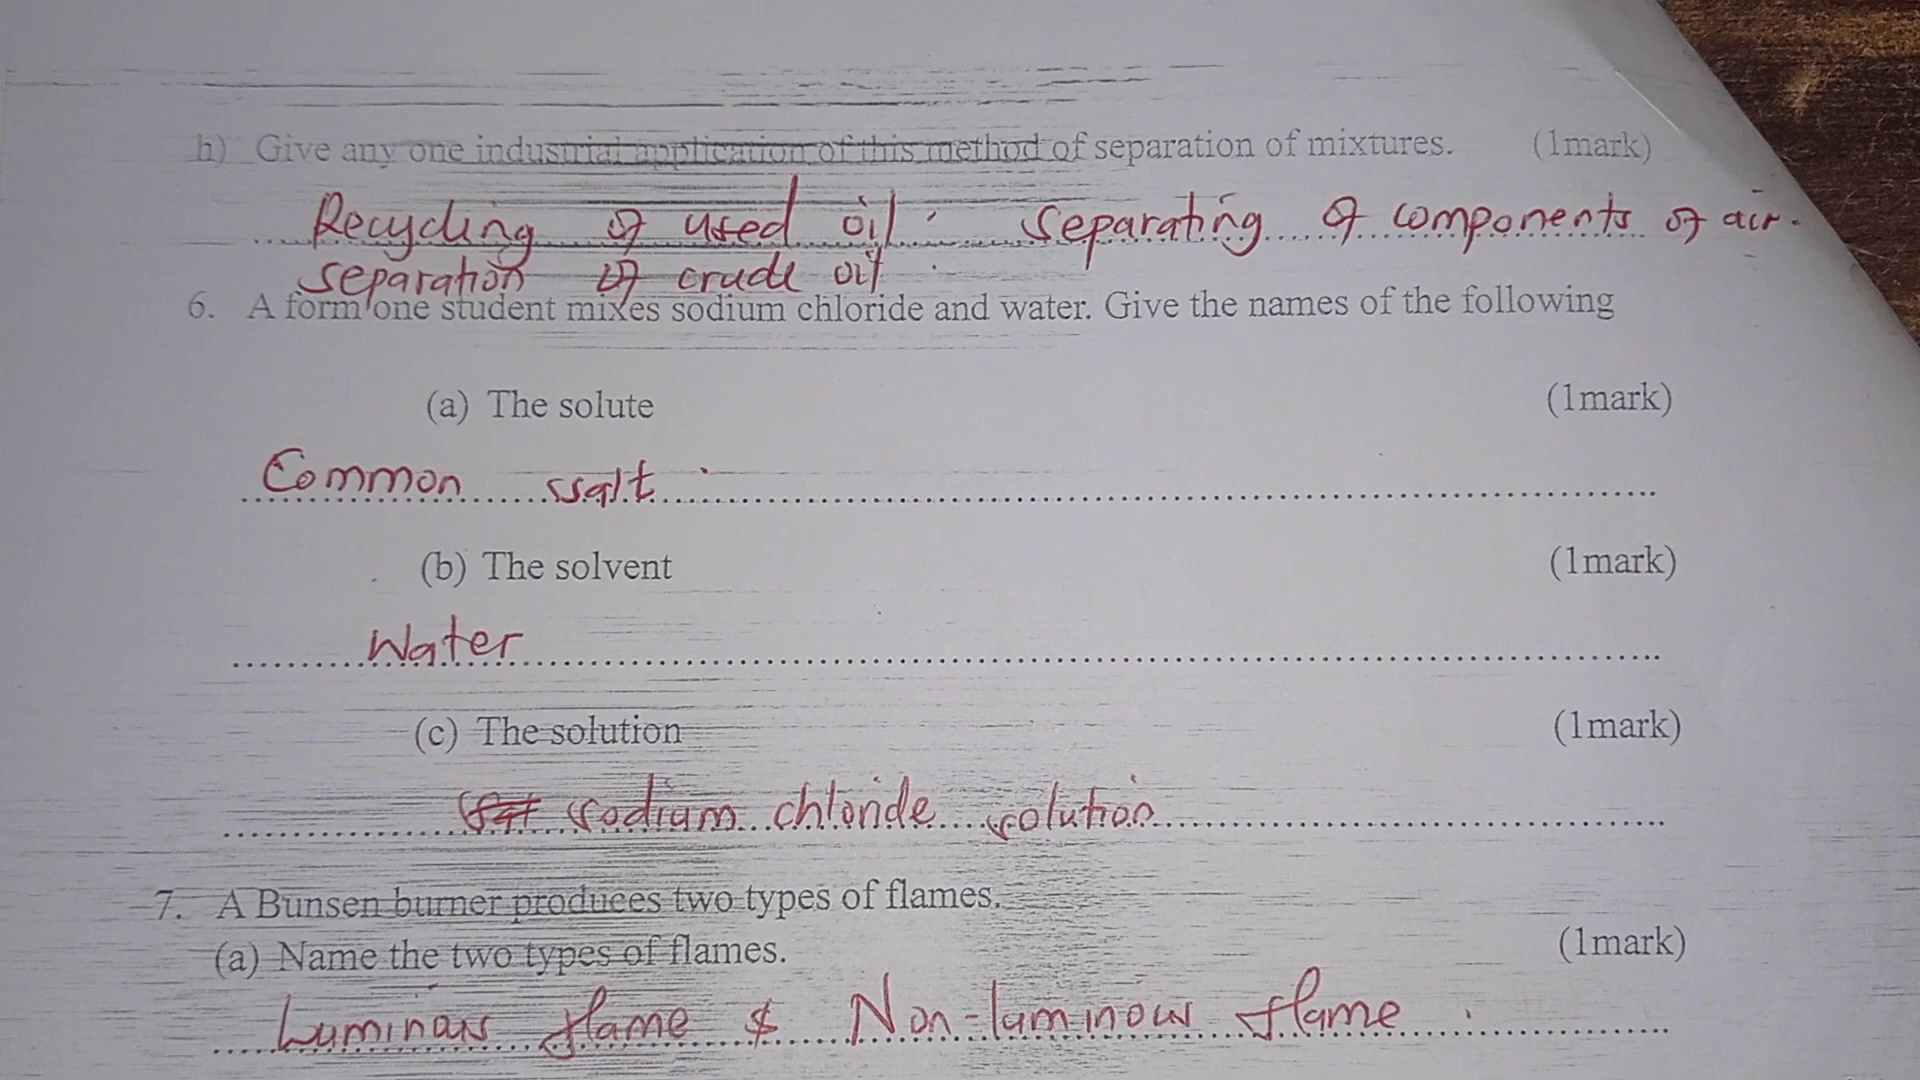 h) Give any one industrial application of this method of separation of mixtures. (1mark)
Recycling of used oil. Separating of components of air.
separation of crude oil.
6. A form one student mixes sodium chloride and water. Give the names of the following
(a) The solute (1mark)
Common salt.
(b) The solvent (1mark)
Water
(c) The solution (1mark)
sodium chloride solution
7. A Bunsen burner produces two types of flames.
(a) Name the two types of flames. (1mark)
Luminous flame & Non-luminous flame.